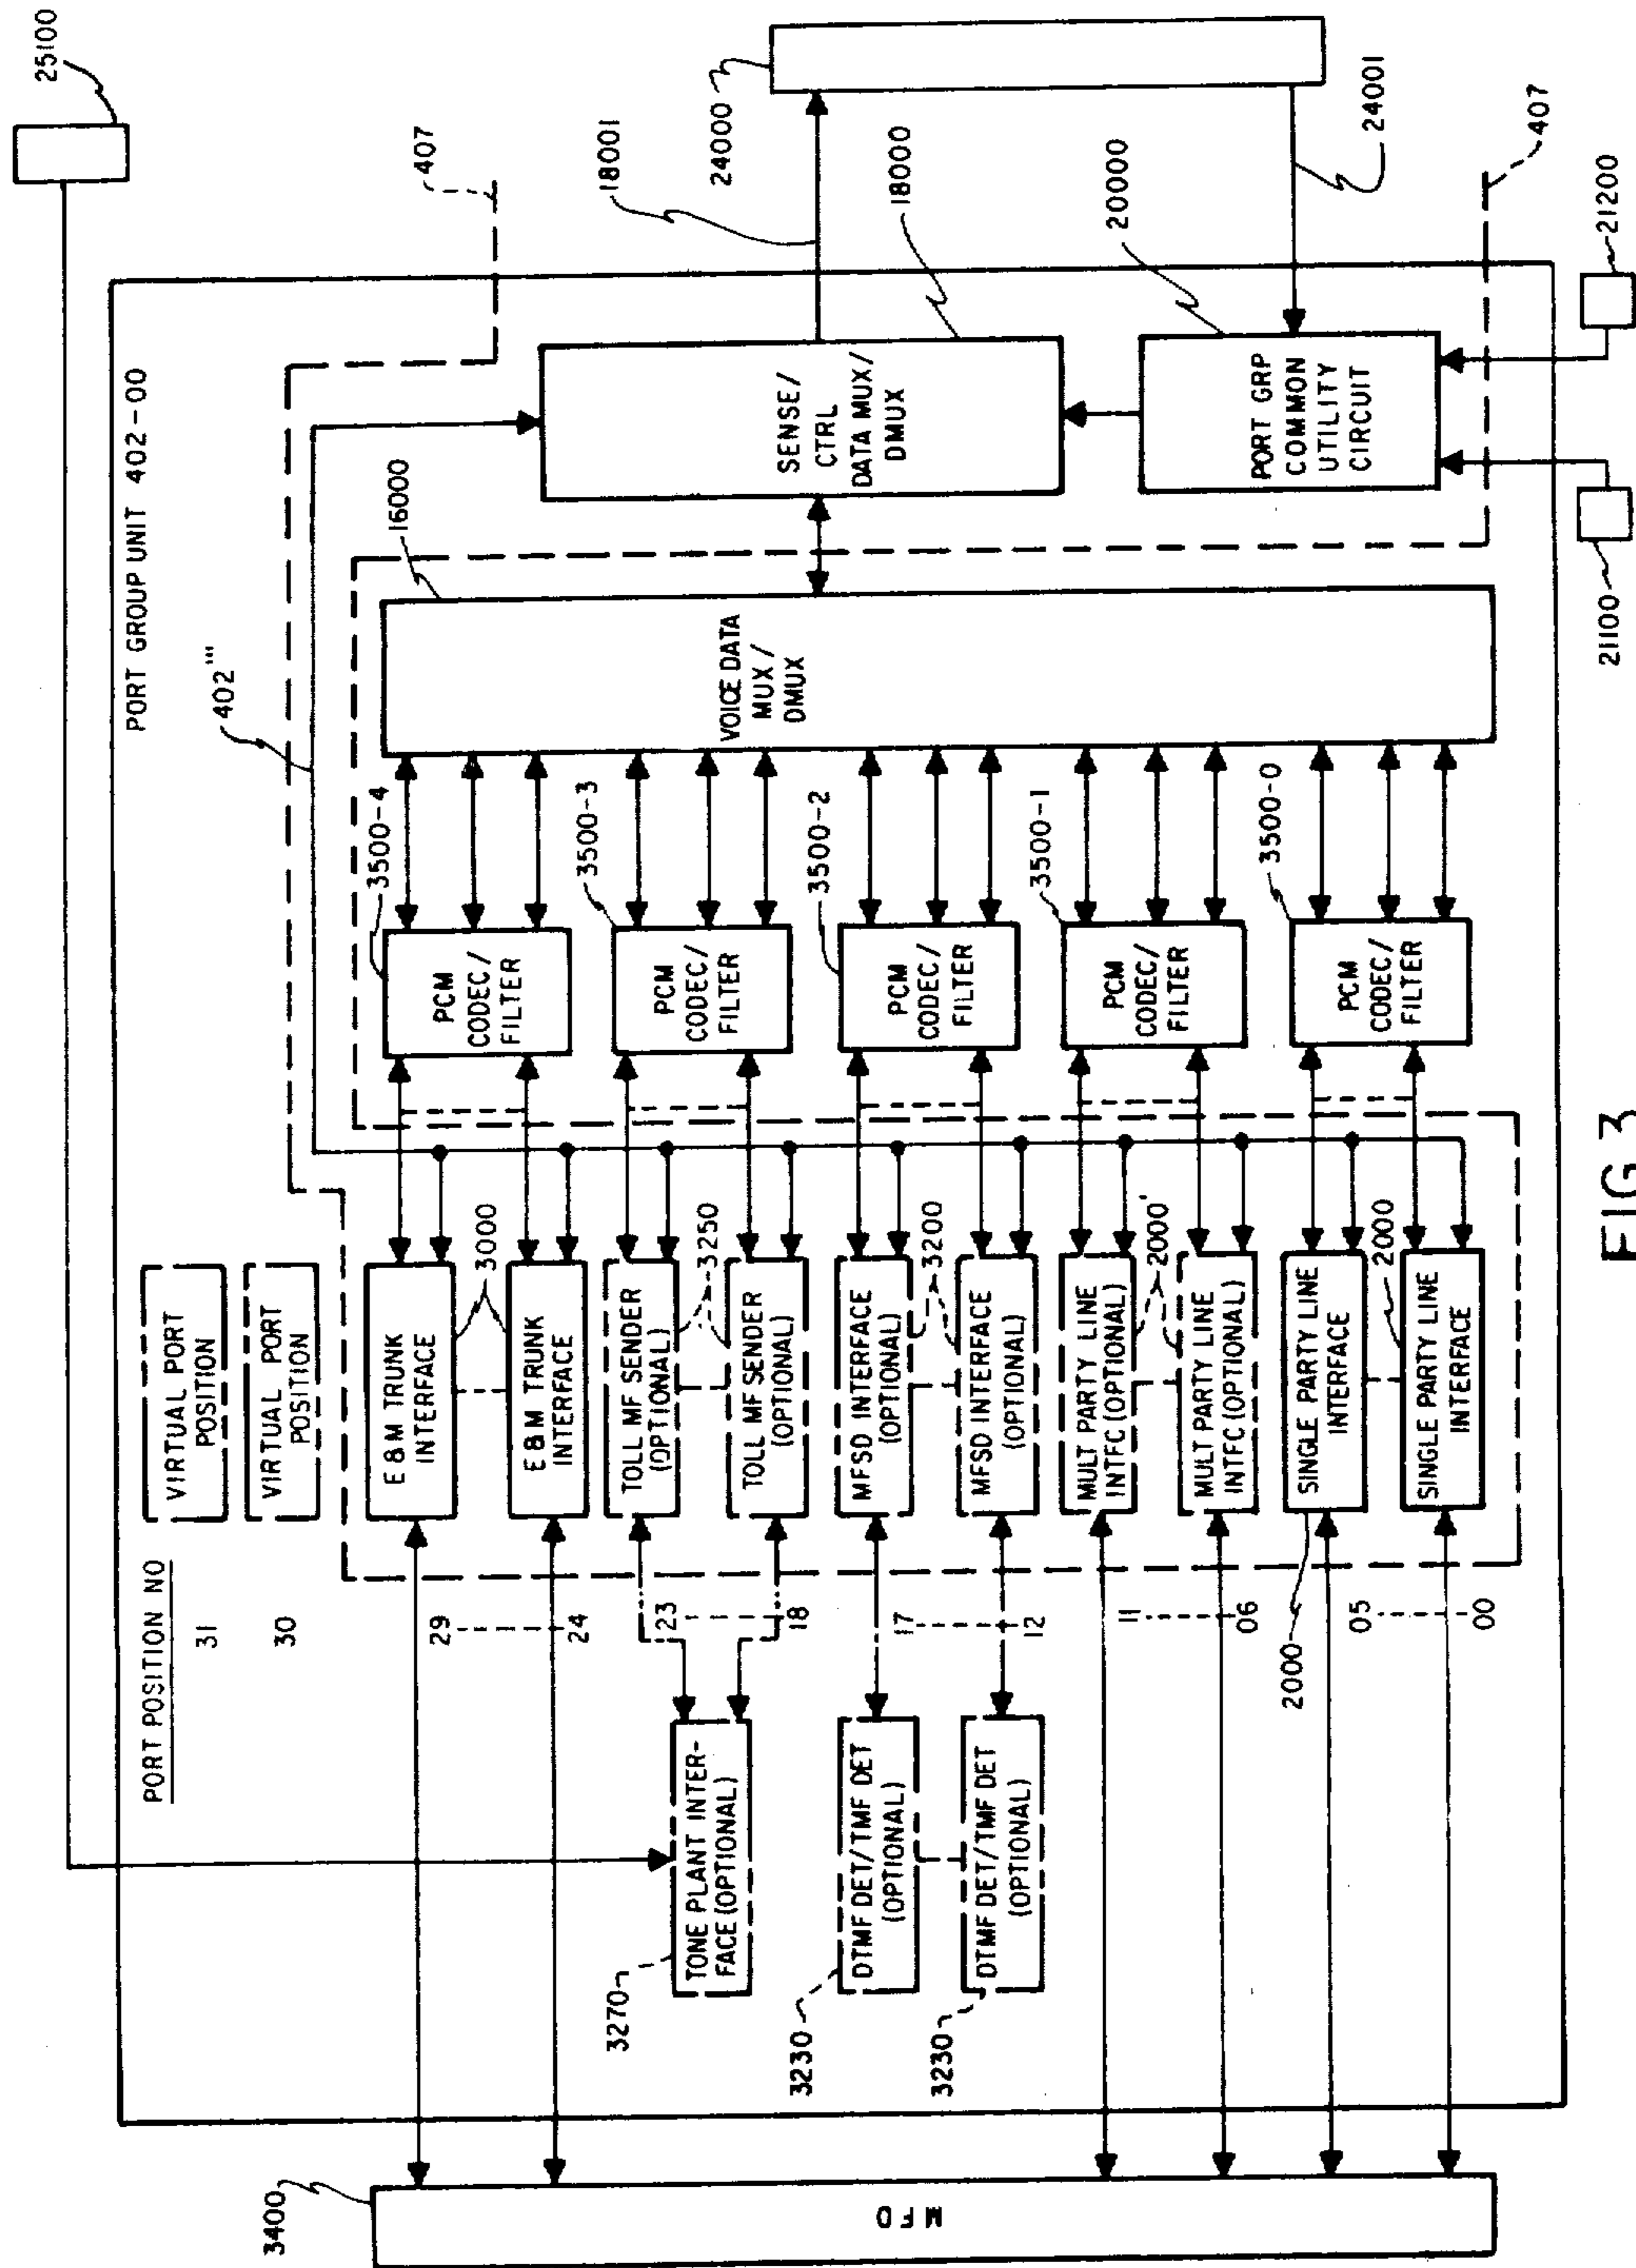 25100
PORT GROUP UNIT 402-00
402'''
407
18001
24000
18000
20000
24001
407
21200
21100
16000
SENSE/
CTRL
DATA MUX/
DMUX
PORT GRP
COMMON
UTILITY
CIRCUIT
VOICE DATA
MUX/
DMUX
3500-4
PCM
CODEC/
FILTER
3500-3
PCM
CODEC/
FILTER
3500-2
PCM
CODEC/
FILTER
3500-1
PCM
CODEC/
FILTER
3500-0
PCM
CODEC/
FILTER
PORT POSITION NO
31
VIRTUAL PORT
POSITION
30
VIRTUAL PORT
POSITION
29
E & M TRUNK
INTERFACE
3000
24
E & M TRUNK
INTERFACE
23
TOLL MF SENDER
(OPTIONAL)
3250
18
TOLL MF SENDER
(OPTIONAL)
17
MFSD INTERFACE
(OPTIONAL)
3200
12
MFSD INTERFACE
(OPTIONAL)
11
MULT PARTY LINE
INTFC (OPTIONAL)
2000'
06
MULT PARTY LINE
INTFC (OPTIONAL)
2000
05
SINGLE PARTY LINE
INTERFACE
2000
00
SINGLE PARTY LINE
INTERFACE
3270
TONE PLANT INTER-
FACE (OPTIONAL)
3230
DTMF DET/TMF DET
(OPTIONAL)
3230
DTMF DET/TMF DET
(OPTIONAL)
3400
MFD
FIG 3